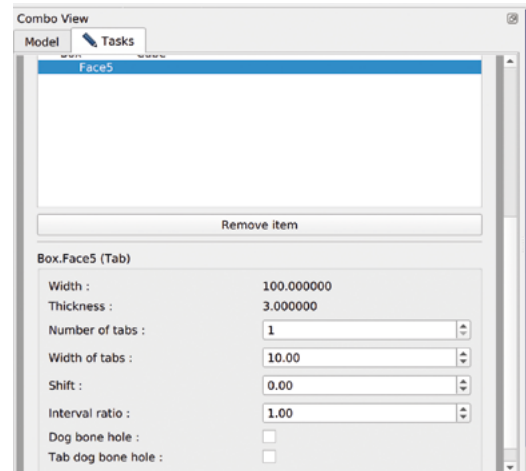 Combo View
Model Tasks
Face5
Remove item
Box.Face5 (Tab)
Width : 100.000000
Thickness : 3.000000
Number of tabs : 1
Width of tabs : 10.00
Shift : 0.00
Interval ratio : 1.00
Dog bone hole :
Tab dog bone hole :